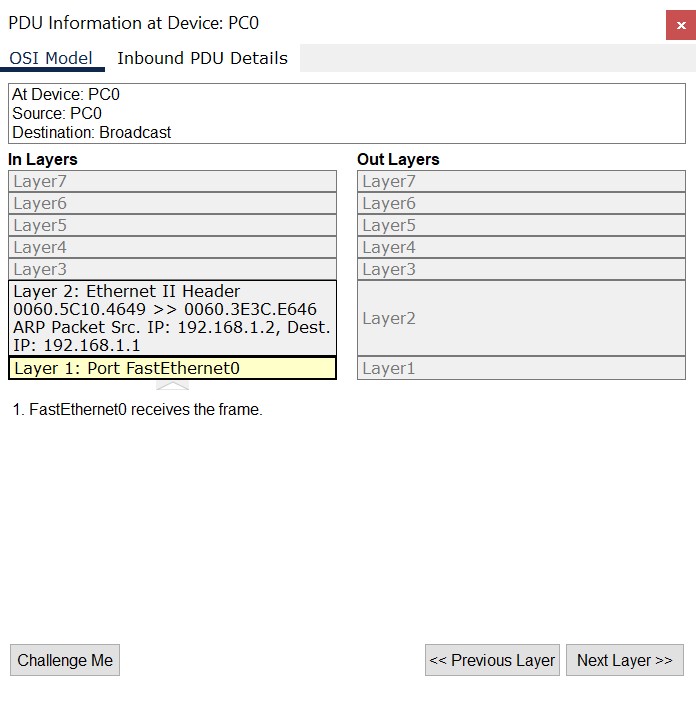 PDU Information at Device: PC0
×
OSI Model
Inbound PDU Details
At Device: PC0
Source: PC0
Destination: Broadcast
In Layers
Layer7
Layer6
Layer5
Layer4
Layer3
Layer 2: Ethernet II Header
0060.5C10.4649 >> 0060.3E3C.E646
ARP Packet Src. IP: 192.168.1.2, Dest.
IP: 192.168.1.1
Layer 1: Port FastEthernet0
Out Layers
Layer7
Layer6
Layer5
Layer4
Layer3
Layer2
Layer1
1. FastEthernet0 receives the frame.
Challenge Me
<< Previous Layer
Next Layer >>